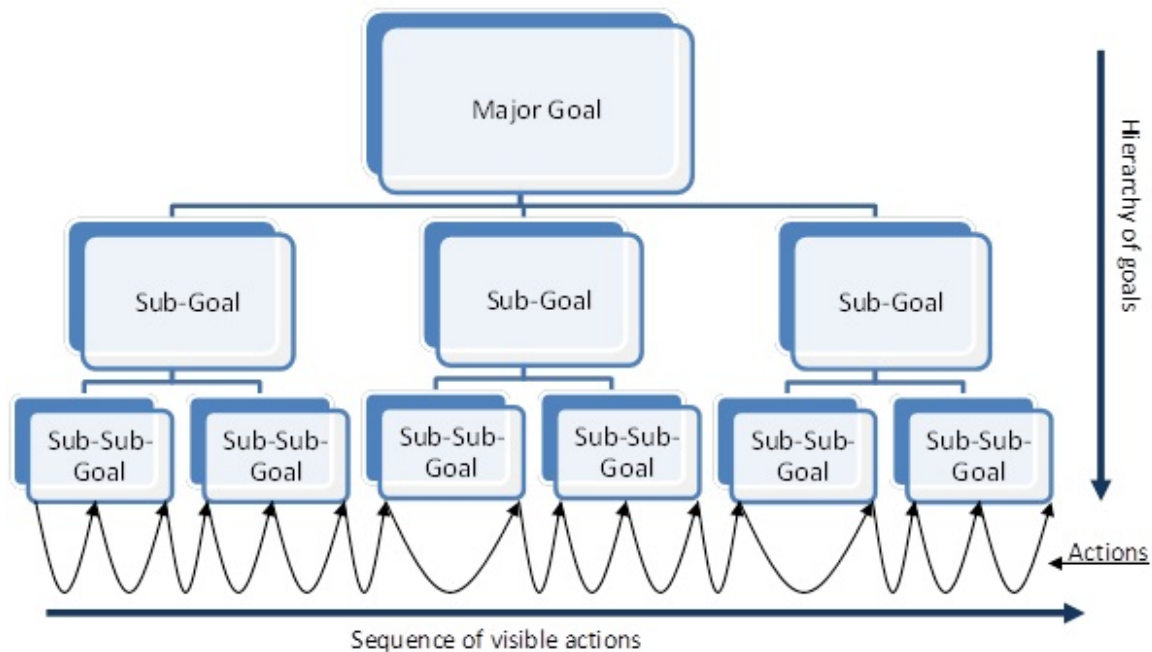 Major Goal
Hierarchy of goals
Sub-Goal
Sub-Goal
Sub-Goal
Sub-Sub-
Goal
Sub-Sub-
Goal
Sub-Sub-
Goal
Sub-Sub-
Goal
Sub-Sub-
Goal
Sub-Sub-
Goal
Actions
Sequence of visible actions